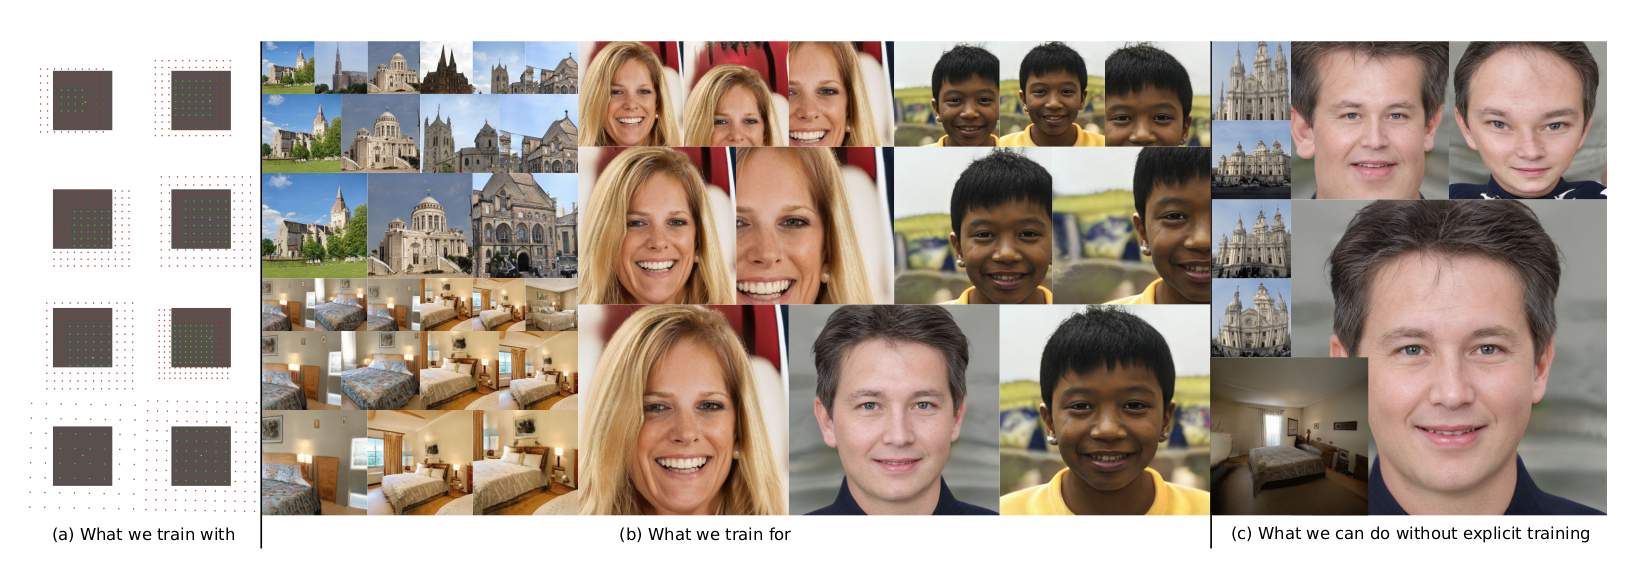 (a) What we train with
(b) What we train for
(c) What we can do without explicit training